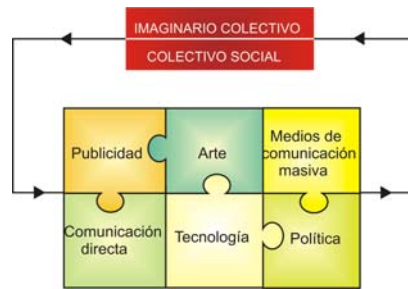 IMAGINARIO COLECTIVO
COLECTIVO SOCIAL
Publicidad
Arte
Medios de
comunicación
masiva
Comunicación
directa
Tecnología
Política